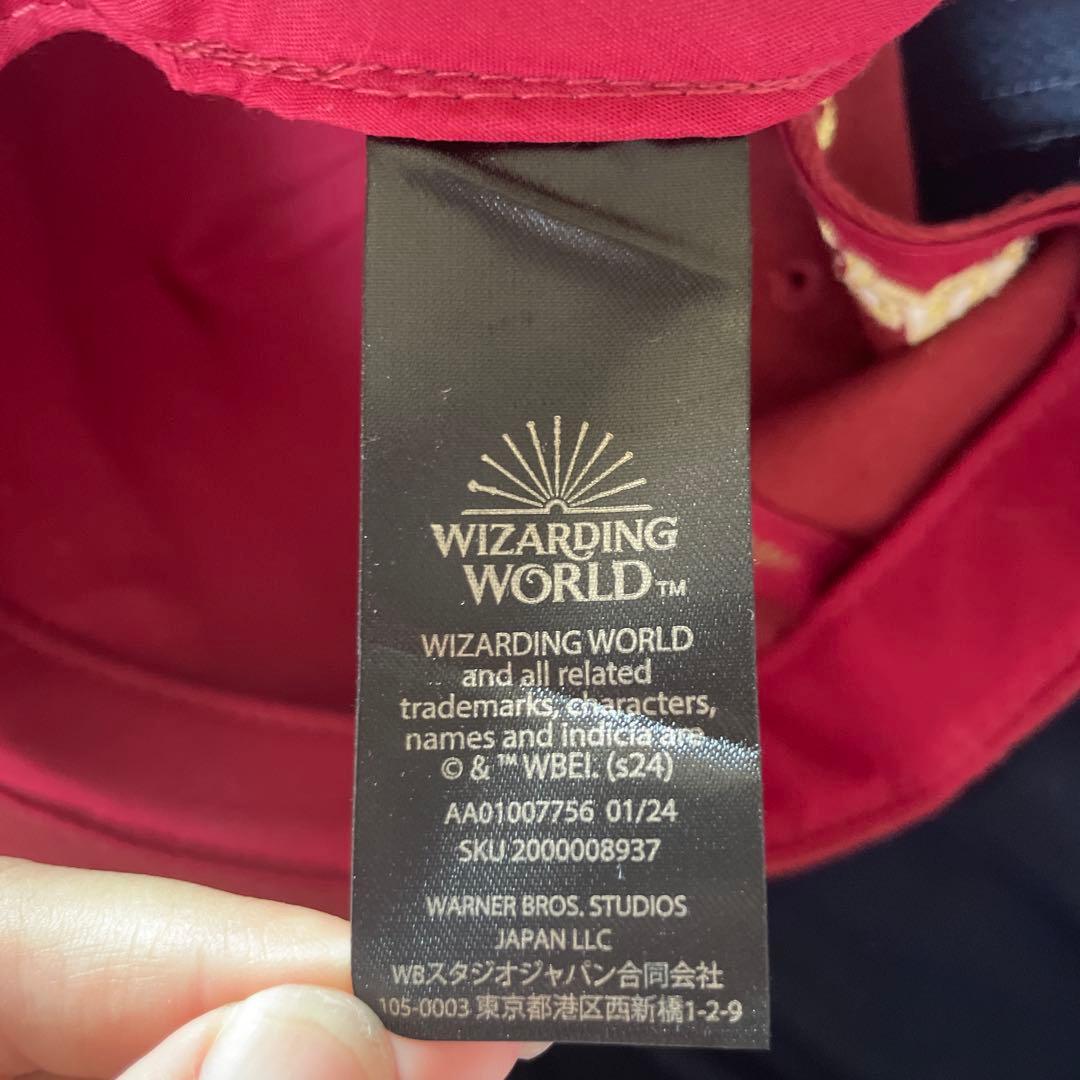 WIZARDING
WORLD™
WIZARDING WORLD
and all related
trademarks, characters,
names and indicia are
© & ™ WBEI. (s24)
AA01007756 01/24
SKU 2000008937
WARNER BROS. STUDIOS
JAPAN LLC
WBスタジオジャパン合同会社
105-0003 東京都港区西新橋1-2-9